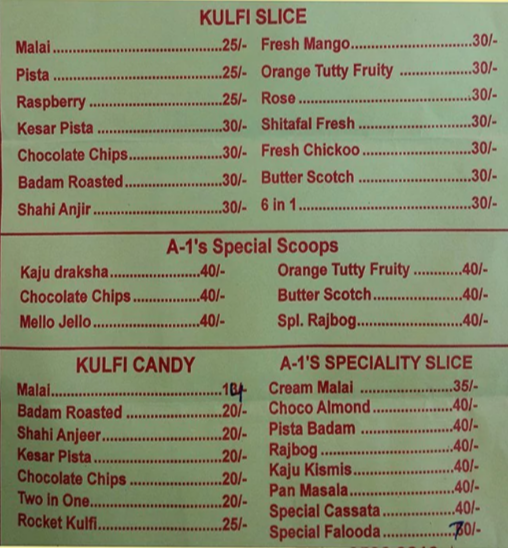 KULFI SLICE
Malai 25/-
Pista 25/-
Raspberry 25/-
Kesar Pista 30/-
Chocolate Chips 30/-
Badam Roasted 30/-
Shahi Anjir 30/-
Fresh Mango 30/-
Orange Tutty Fruity 30/-
Rose 30/-
Shitafal Fresh 30/-
Fresh Chickoo 30/-
Butter Scotch 30/-
6 in 1 30/-
A-1's Special Scoops
Kaju draksha 40/-
Chocolate Chips 40/-
Mello Jello 40/-
Orange Tutty Fruity 40/-
Butter Scotch 40/-
Spl. Rajbog 40/-
KULFI CANDY
Malai
Badam Roasted 20/-
Shahi Anjeer 20/-
Kesar Pista 20/-
Chocolate Chips 20/-
Two in One 20/-
Rocket Kulfi 25/-
A-1'S SPECIALITY SLICE
Cream Malai 35/-
Choco Almond 40/-
Pista Badam 40/-
Rajbog 40/-
Kaju Kismis 40/-
Pan Masala 40/-
Special Cassata 40/-
Special Falooda